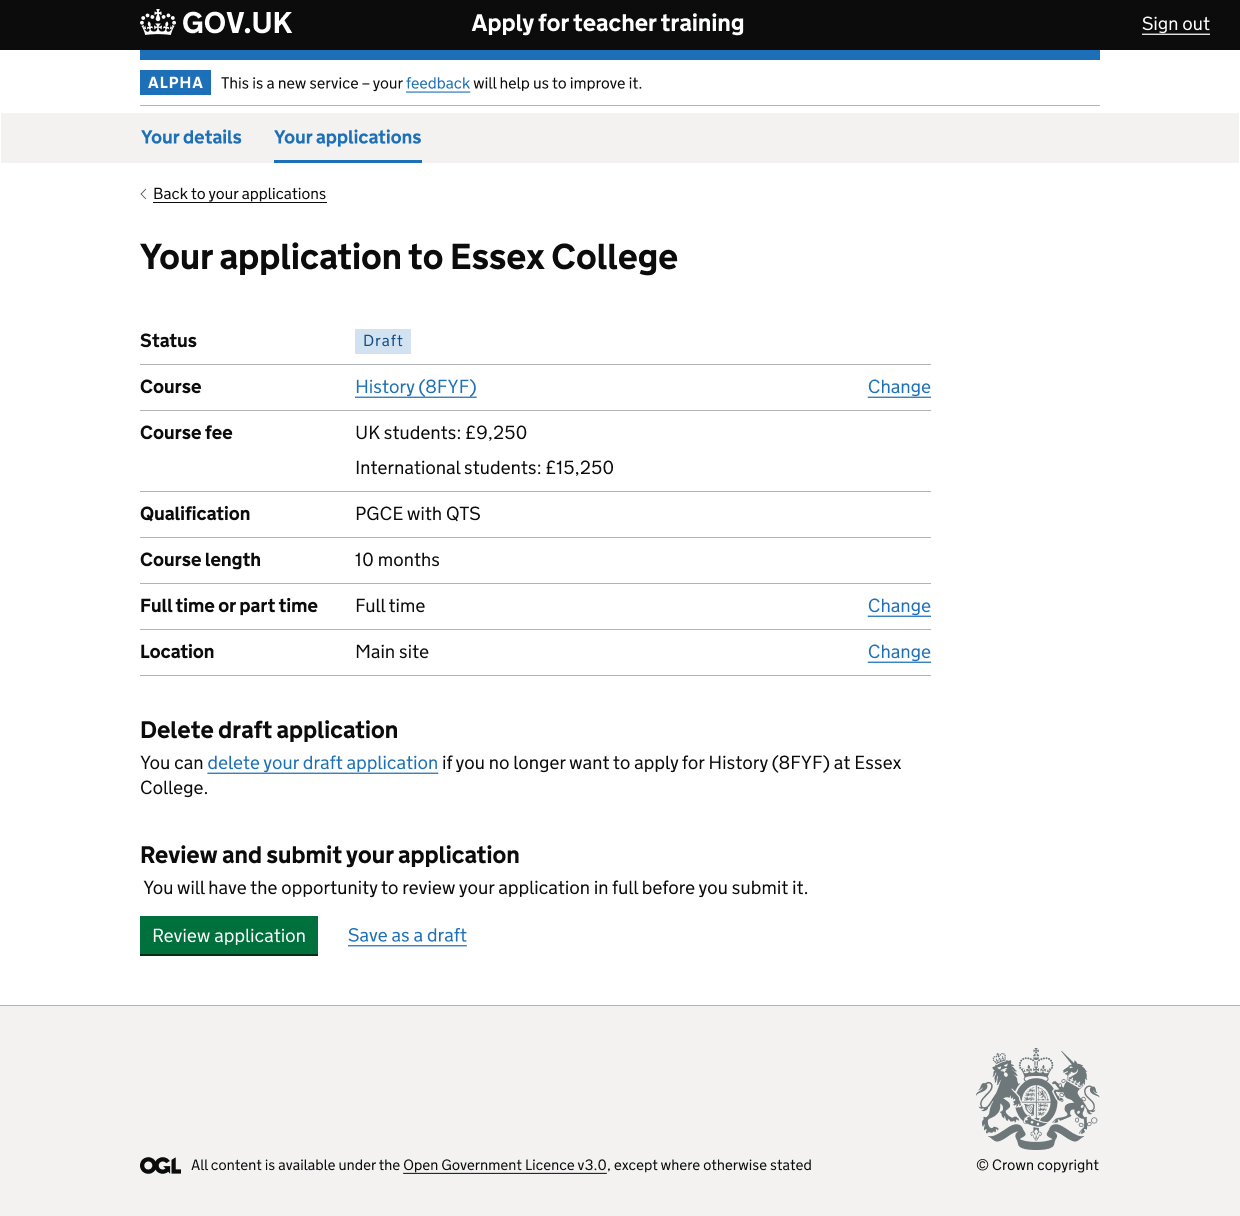 GOV.UK Apply for teacher training Sign out
ALPHA This is a new service – your feedback will help us to improve it.
Your details Your applications
Back to your applications
Your application to Essex College
Status Draft
Course History (8FYF) Change
Course fee UK students: £9,250
International students: £15,250
Qualification PGCE with QTS
Course length 10 months
Full time or part time Full time Change
Location Main site Change
Delete draft application
You can delete your draft application if you no longer want to apply for History (8FYF) at Essex
College.
Review and submit your application
You will have the opportunity to review your application in full before you submit it.
Review application Save as a draft
OGL All content is available under the Open Government Licence v3.0, except where otherwise stated
© Crown copyright